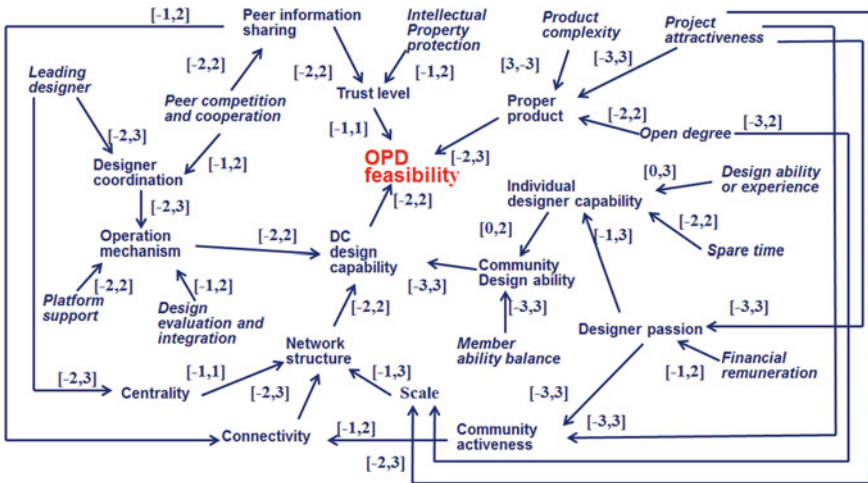 [-1,2]
Peer information
sharing
Intellectual
Property
protection
Product
complexity
Project
attractiveness
[-3,3]
Leading
designer
[-2,2]
[-2,2]
[-1,2]
[3,-3]
Peer competition
and cooperation
Trust level
Proper
product
[-2,2]
[-3,2]
Open degree
[-2,3]
[-1,1]
OPD
feasibility
[-2,3]
Designer
coordination
[-1,2]
[0,3]
Design ability
or experience
Individual
designer capability
[-2,3]
[-2,2]
[-2,2]
Operation
mechanism
[-2,2]
DC
design
capability
[0,2]
[-1,3]
Spare time
Community
Design ability
[-2,2]
[-1,2]
[-3,3]
Platform
support
Design
evaluation and
integration
[-2,2]
[-3,3]
[-3,3]
Designer passion
Network
structure
Member
ability balance
Financial
remuneration
[-1,2]
[-2,3]
Centrality
[-1,1]
[-1,3]
Scale
[-2,3]
[-3,3]
[-3,3]
Connectivity
[-1,2]
Community
activeness
[-2,3]